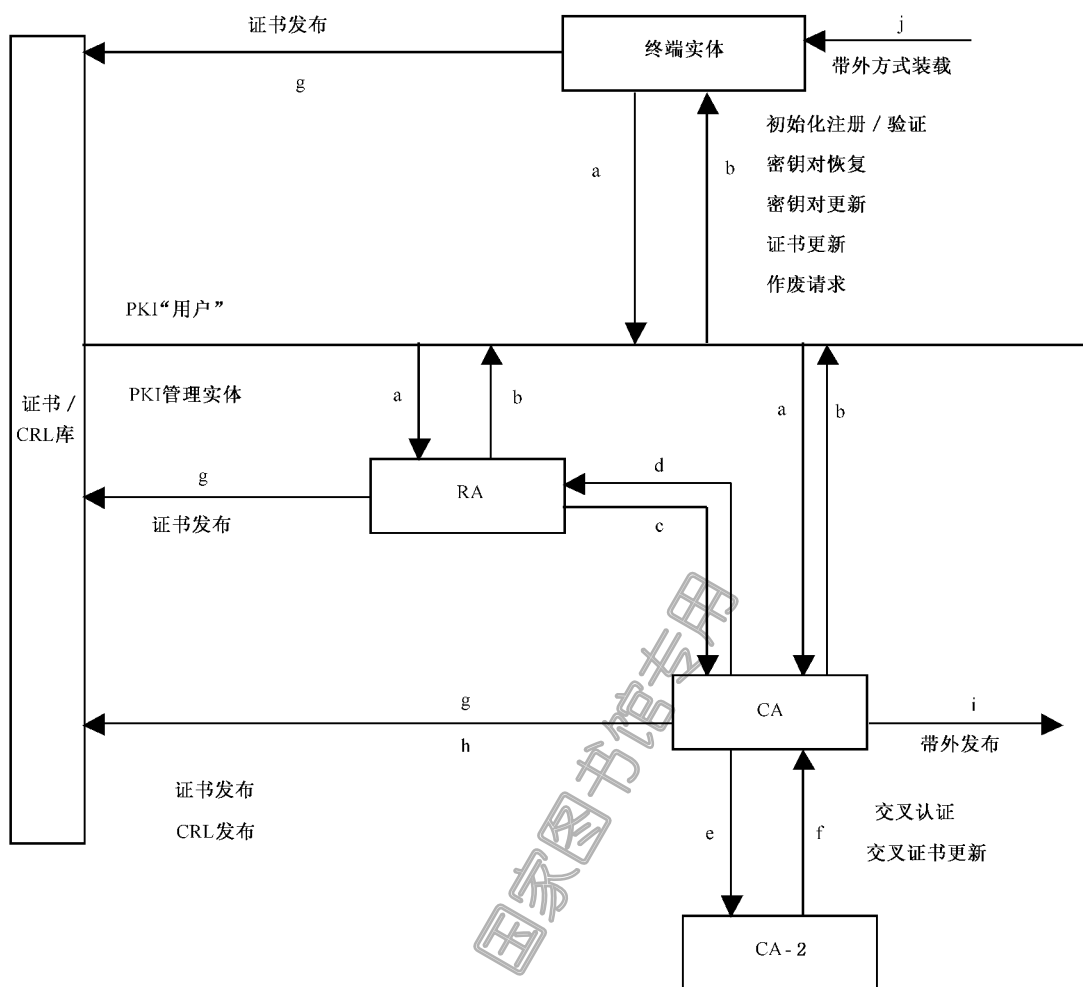 证书发布
g
终端实体
j
带外方式装载
a
b
初始化注册／验证
密钥对恢复
密钥对更新
证书更新
作废请求
PKI“用户”
PKI管理实体
证书／
CRL库
a
b
a
b
g
证书发布
RA
d
c
g
h
CA
i
带外发布
证书发布
CRL发布
e
f
交叉认证
交叉证书更新
CA-2
国家图书馆专用